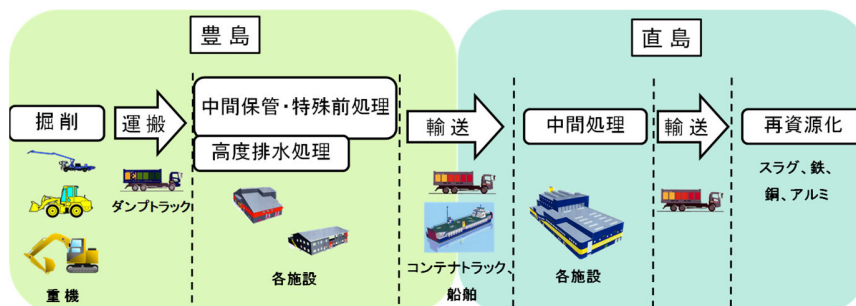 豊島
直島
掘削
運搬
中間保管・特殊前処理
高度排水処理
輸送
中間処理
輸送
再資源化
ダンプトラック
スラグ、鉄、
銅、アルミ
重機
各施設
コンテナトラック、
船舶
各施設